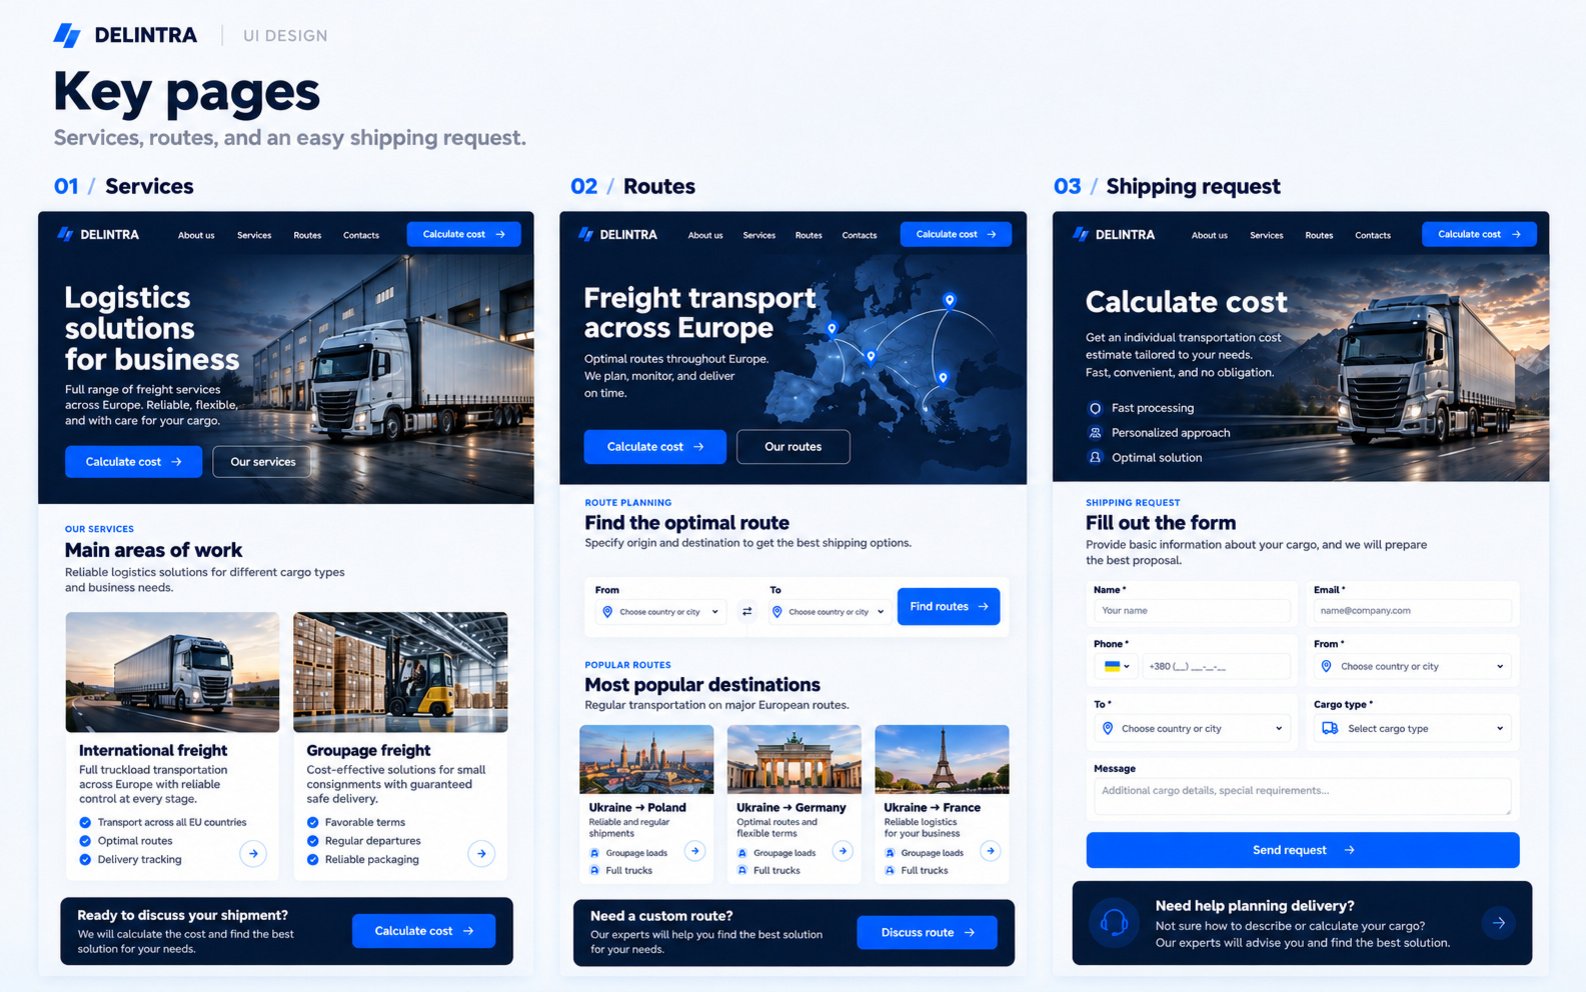 DELINTRA
UI DESIGN
Key pages
Services, routes, and an easy shipping request.
01 / Services
DELINTRA
About us
Services
Routes
Contacts
Calculate cost →
Logistics
solutions
for business
Full range of freight services
across Europe. Reliable, flexible,
and with care for your cargo.
Calculate cost →
Our services
OUR SERVICES
Main areas of work
Reliable logistics solutions for different cargo types
and business needs.
International freight
Full truckload transportation
across Europe with reliable
control at every stage.
Transport across all EU countries
Optimal routes
Delivery tracking
Groupage freight
Cost-effective solutions for small
consignments with guaranteed
safe delivery.
Favorable terms
Regular departures
Reliable packaging
Ready to discuss your shipment?
We will calculate the cost and find the best
solution for your needs.
Calculate cost →
02 / Routes
DELINTRA
About us
Services
Routes
Contacts
Calculate cost →
Freight transport
across Europe
Optimal routes throughout Europe.
We plan, monitor, and deliver
on time.
Calculate cost →
Our routes
ROUTE PLANNING
Find the optimal route
Specify origin and destination to get the best shipping options.
From
Choose country or city
To
Choose country or city
Find routes →
POPULAR ROUTES
Most popular destinations
Regular transportation on major European routes.
Ukraine → Poland
Reliable and regular
shipments
Groupage loads
Full trucks
Ukraine → Germany
Optimal routes and
flexible terms
Groupage loads
Full trucks
Ukraine → France
Reliable logistics
for your business
Groupage loads
Full trucks
Need a custom route?
Our experts will help you find the best solution
for your needs.
Discuss route →
03 / Shipping request
DELINTRA
About us
Services
Routes
Contacts
Calculate cost →
Calculate cost
Get an individual transportation cost
estimate tailored to your needs.
Fast, convenient, and no obligation.
Fast processing
Personalized approach
Optimal solution
SHIPPING REQUEST
Fill out the form
Provide basic information about your cargo, and we will prepare
the best proposal.
Name *
Your name
Email *
name@company.com
Phone *
+380 (__) ___-__-__
From *
Choose country or city
To *
Choose country or city
Cargo type *
Select cargo type
Message
Additional cargo details, special requirements...
Send request →
Need help planning delivery?
Not sure how to describe or calculate your cargo?
Our experts will advise you and find the best solution.